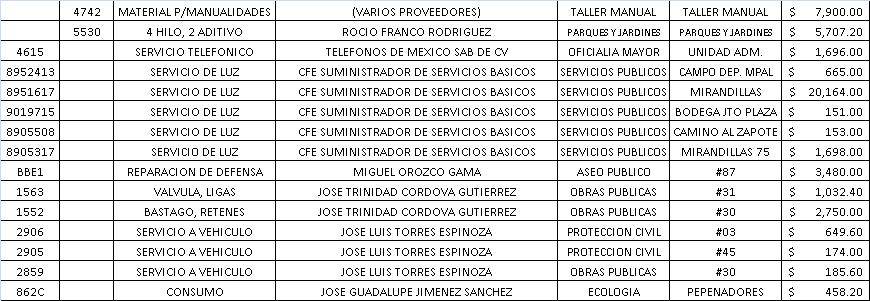 4742 MATERIAL P/MANUALIDADES (VARIOS PROVEEDORES) TALLER MANUAL TALLER MANUAL $ 7,900.00
5530 4 HILO, 2 ADITIVO ROCIO FRANCO RODRIGUEZ PARQUES Y JARDINES PARQUES Y JARDINES $ 5,707.20
4615 SERVICIO TELEFONICO TELEFONOS DE MEXICO SAB DE CV OFICIALIA MAYOR UNIDAD ADM. $ 1,696.00
8952413 SERVICIO DE LUZ CFE SUMINISTRADOR DE SERVICIOS BASICOS SERVICIOS PUBLICOS CAMPO DEP. MPAL $ 665.00
8951617 SERVICIO DE LUZ CFE SUMINISTRADOR DE SERVICIOS BASICOS SERVICIOS PUBLICOS MIRANDILLAS $ 20,164.00
9019715 SERVICIO DE LUZ CFE SUMINISTRADOR DE SERVICIOS BASICOS SERVICIOS PUBLICOS BODEGA JTO PLAZA $ 151.00
8905508 SERVICIO DE LUZ CFE SUMINISTRADOR DE SERVICIOS BASICOS SERVICIOS PUBLICOS CAMINO AL ZAPOTE $ 153.00
8905317 SERVICIO DE LUZ CFE SUMINISTRADOR DE SERVICIOS BASICOS SERVICIOS PUBLICOS MIRANDILLAS 75 $ 1,698.00
BBE1 REPARACION DE DEFENSA MIGUEL OROZCO GAMA ASEO PUBLICO #87 $ 3,480.00
1563 VALVULA, LIGAS JOSE TRINIDAD CORDOVA GUTIERREZ OBRAS PUBLICAS #31 $ 1,032.40
1552 BASTAGO, RETENES JOSE TRINIDAD CORDOVA GUTIERREZ OBRAS PUBLICAS #30 $ 2,750.00
2906 SERVICIO A VEHICULO JOSE LUIS TORRES ESPINOZA PROTECCION CIVIL #03 $ 649.60
2905 SERVICIO A VEHICULO JOSE LUIS TORRES ESPINOZA PROTECCION CIVIL #45 $ 174.00
2859 SERVICIO A VEHICULO JOSE LUIS TORRES ESPINOZA OBRAS PUBLICAS #30 $ 185.60
862C CONSUMO JOSE GUADALUPE JIMENEZ SANCHEZ ECOLOGIA PEPENADORES $ 458.20